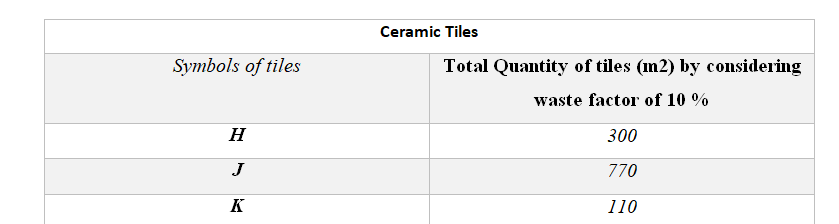 Ceramic Tiles
Symbols of tiles
Total Quantity of tiles (m2) by considering
waste factor of 10 %
H 300
J 770
K 110